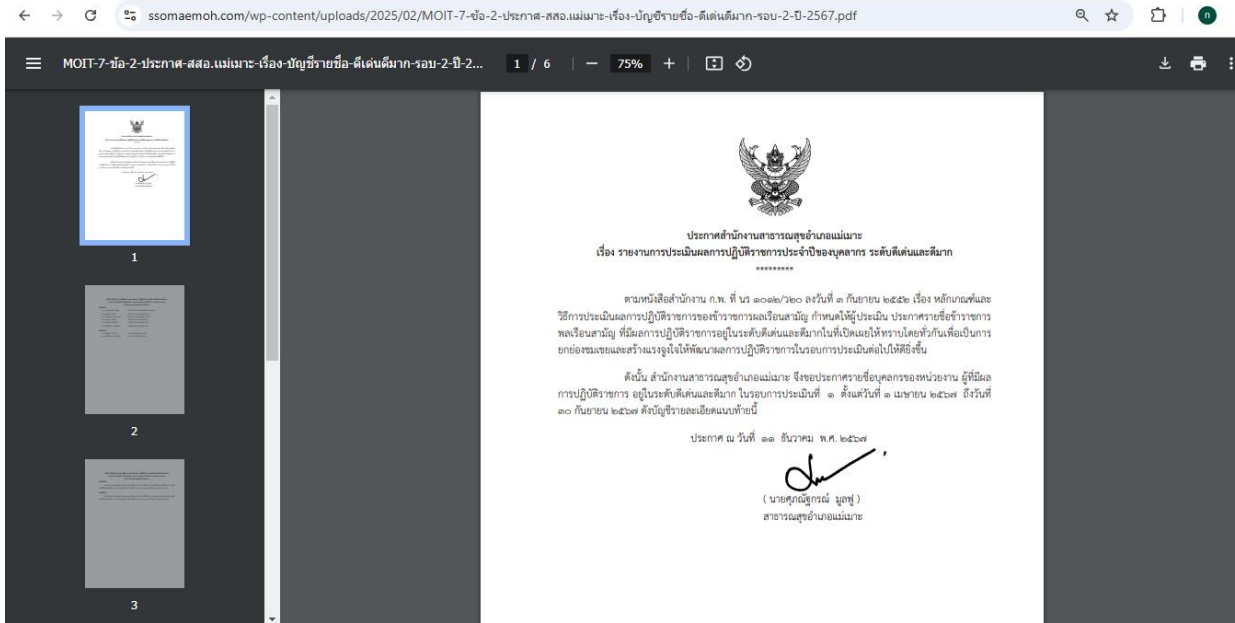 ssomaemoh.com/wp-content/uploads/2025/02/MOIT-7-ข้อ-2-ประกาศ-สสอ.แม่เมาะ-เรื่อง-บัญชีรายชื่อ-ดีเด่นดีมาก-รอบ-2-ปี-2567.pdf
n
MOIT-7-ข้อ-2-ประกาศ-สสอ.แม่เมาะ-เรื่อง-บัญชีรายชื่อ-ดีเด่นดีมาก-รอบ-2-ปี-2...
1 / 6
75%
1
2
3
ประกาศสำนักงานสาธารณสุขอำเภอแม่เมาะ
เรื่อง รายงานการประเมินผลการปฏิบัติราชการประจำปีของบุคลากร ระดับดีเด่นและดีมาก
*********
ตามหนังสือสำนักงาน ก.พ. ที่ นร ๑๐๑๒/ว๒๐ ลงวันที่ ๓ กันยายน ๒๕๕๒ เรื่อง หลักเกณฑ์และ
วิธีการประเมินผลการปฏิบัติราชการของข้าราชการพลเรือนสามัญ กำหนดให้ผู้ประเมิน ประกาศรายชื่อข้าราชการ
พลเรือนสามัญ ที่มีผลการปฏิบัติราชการอยู่ในระดับดีเด่นและดีมากในที่เปิดเผยให้ทราบโดยทั่วกันเพื่อเป็นการ
ยกย่องชมเชยและสร้างแรงจูงใจให้พัฒนาผลการปฏิบัติราชการในรอบการประเมินต่อไปให้ดียิ่งขึ้น
ดังนั้น สำนักงานสาธารณสุขอำเภอแม่เมาะ จึงขอประกาศรายชื่อบุคลากรของหน่วยงาน ผู้ที่มีผล
การปฏิบัติราชการ อยู่ในระดับดีเด่นและดีมาก ในรอบการประเมินที่ ๑ ตั้งแต่วันที่ ๑ เมษายน ๒๕๖๗ ถึงวันที่
๓๐ กันยายน ๒๕๖๗ ดังบัญชีรายละเอียดแนบท้ายนี้
ประกาศ ณ วันที่ ๑๑ ธันวาคม พ.ศ. ๒๕๖๗
( นายศุภณัฐกรณ์ มูลฟู )
สาธารณสุขอำเภอแม่เมาะ